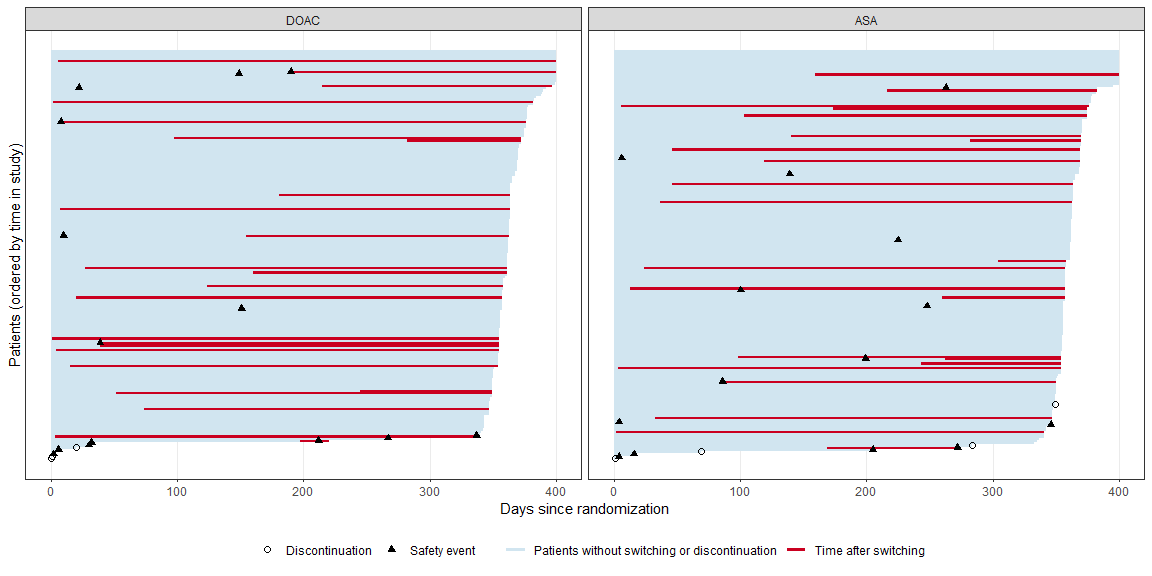 DOAC
ASA
Patients (ordered by time in study)
0 100 200 300 400
0 100 200 300 400
Days since randomization
Discontinuation Safety event Patients without switching or discontinuation Time after switching